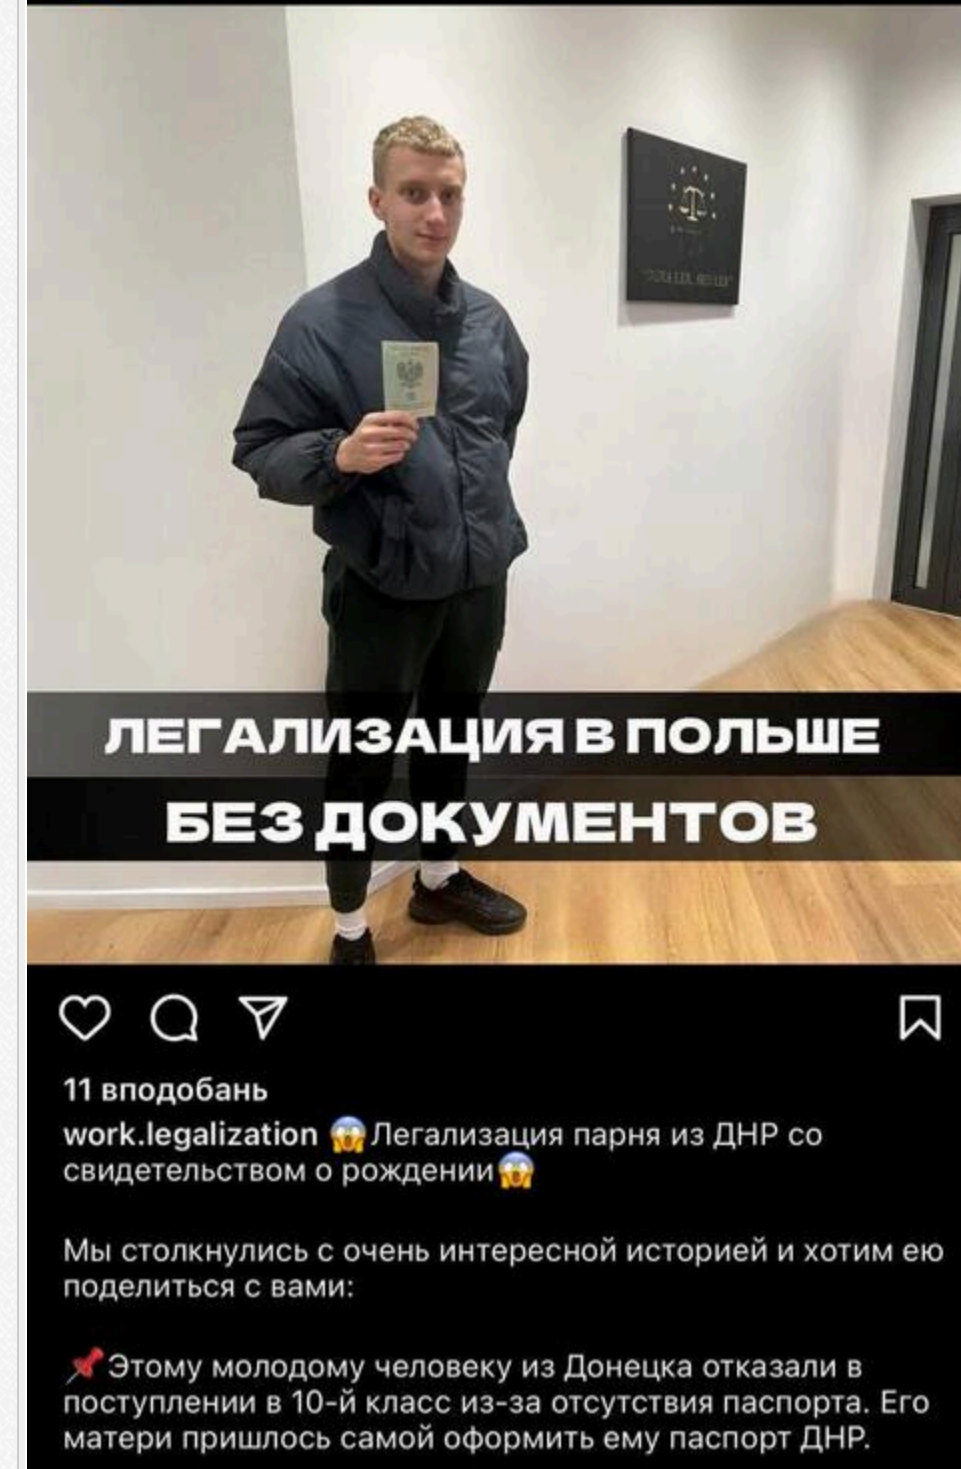 ЛЕГАЛИЗАЦИЯ В ПОЛЬШЕ
БЕЗ ДОКУМЕНТОВ
11 вподобань
work.legalization 😱Легализация парня из ДНР со
свидетельством о рождении😱
Мы столкнулись с очень интересной историей и хотим ею
поделиться с вами:
📌Этому молодому человеку из Донецка отказали в
поступлении в 10-й класс из-за отсутствия паспорта. Его
матери пришлось самой оформить ему паспорт ДНР.